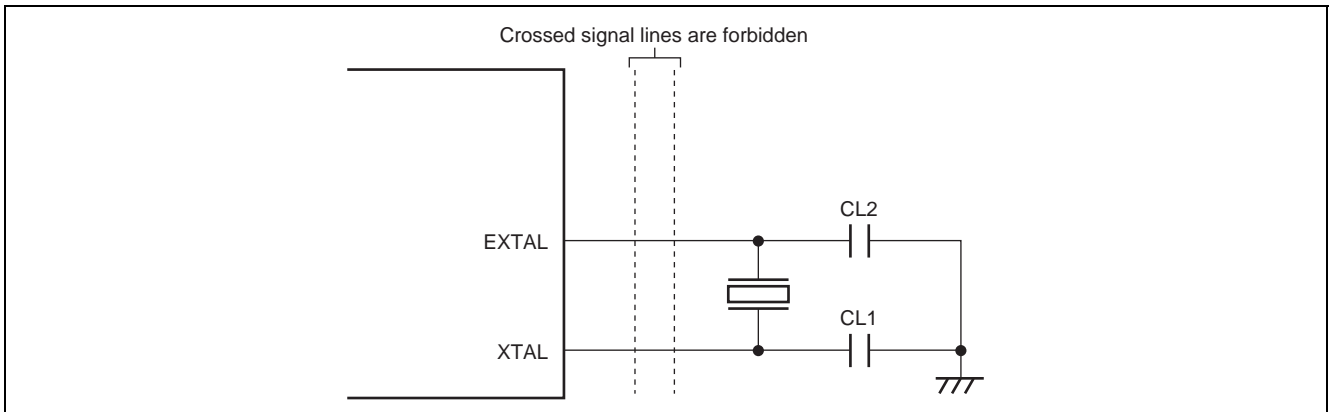 Crossed signal lines are forbidden
CL2
EXTAL
CL1
XTAL